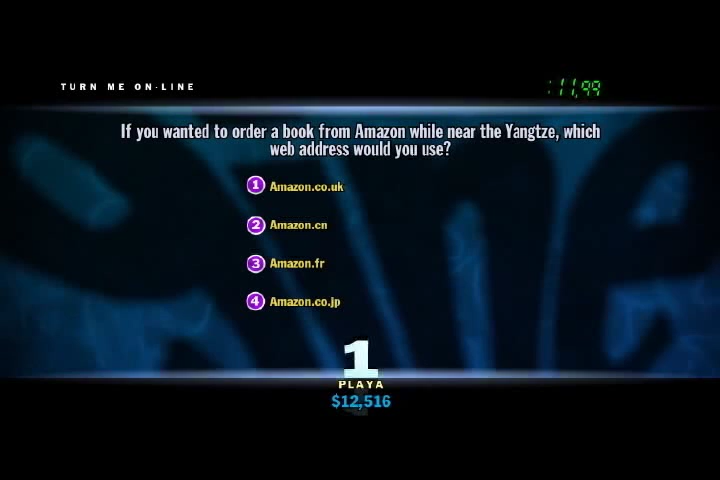 TURN ME ON-LINE
:11,99
If you wanted to order a book from Amazon while near the Yangtze, which
web address would you use?
1 Amazon.co.uk
2 Amazon.cn
3 Amazon.fr
4 Amazon.co.jp
1
PLAYA
$12,516